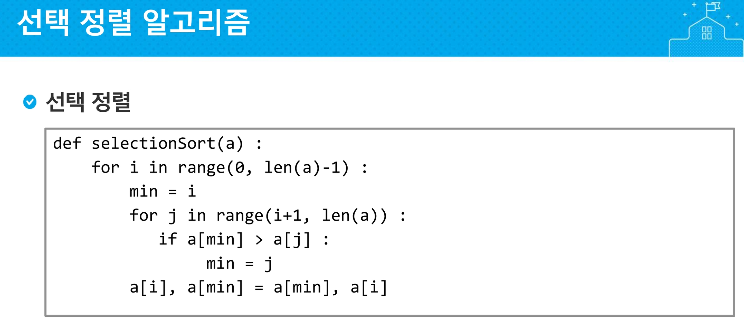 선택 정렬 알고리즘
선택 정렬
def selectionSort(a) :
    for i in range(0, len(a)-1) :
        min = i
        for j in range(i+1, len(a)) :
           if a[min] > a[j] :
                min = j
        a[i], a[min] = a[min], a[i]